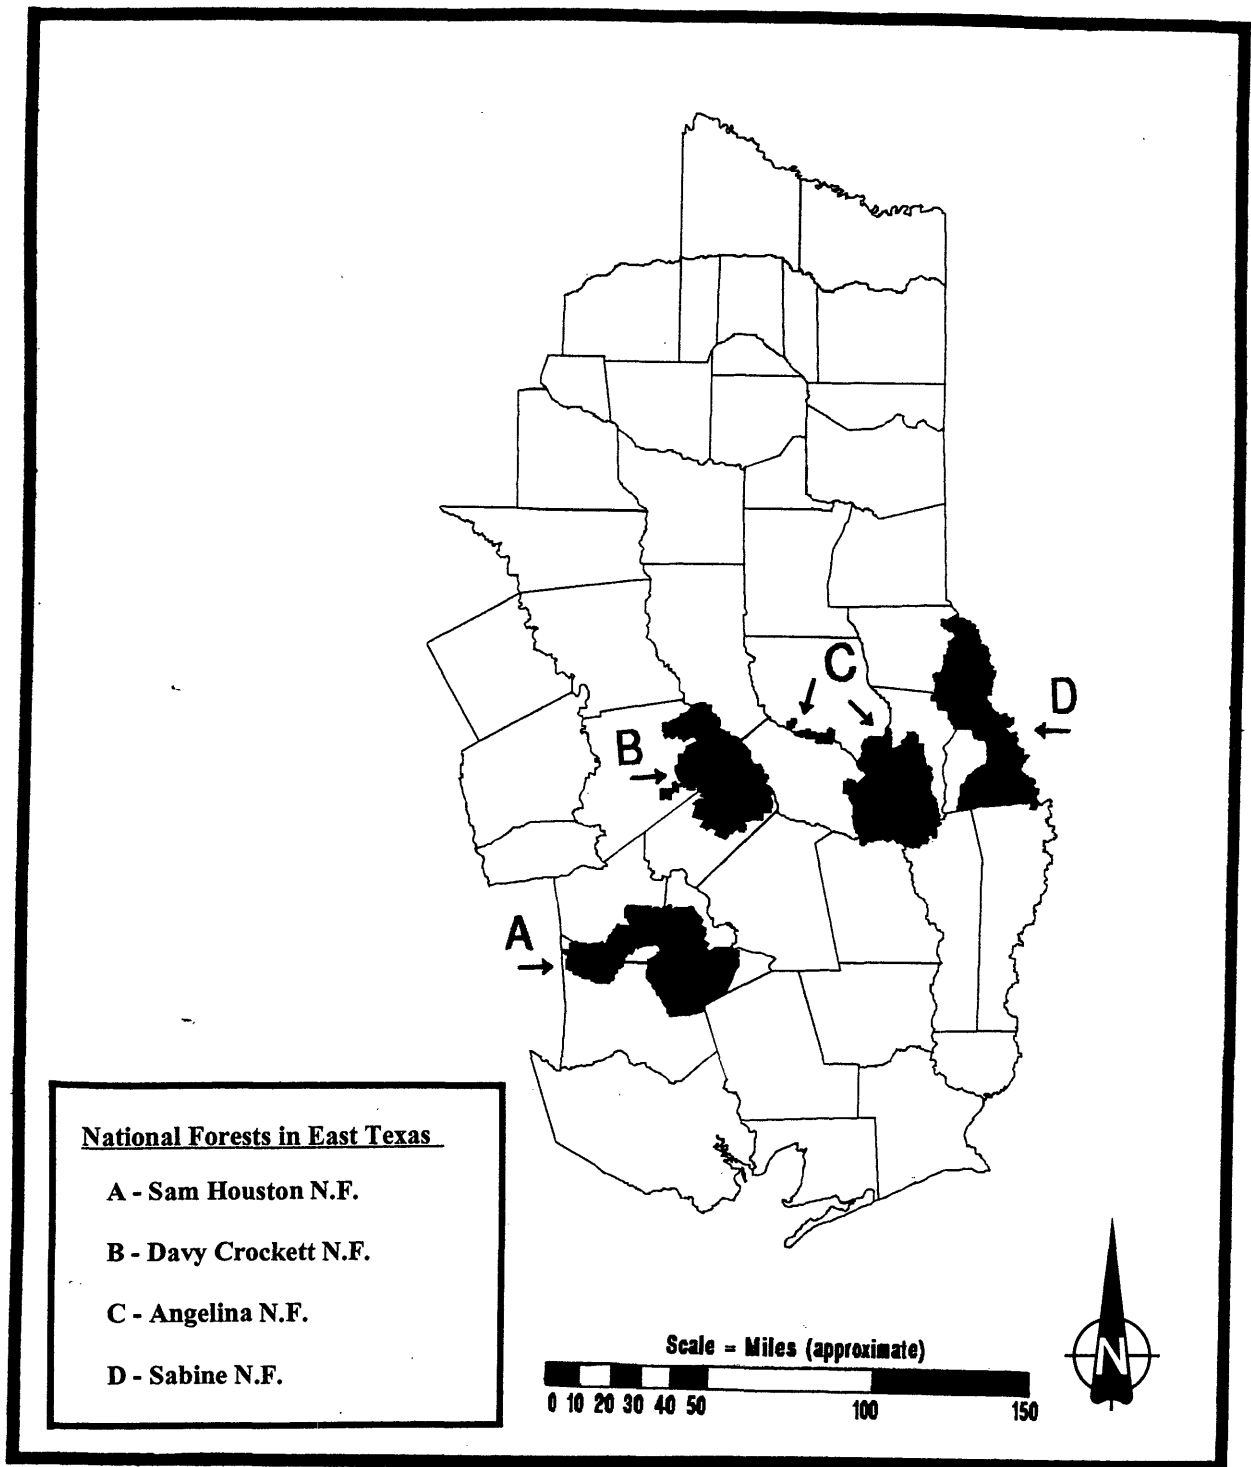 C
D
B
A
National Forests in East Texas
A - Sam Houston N.F.
B - Davy Crockett N.F.
C - Angelina N.F.
D - Sabine N.F.
Scale = Miles (approximate)
0 10 20 30 40 50 100 150
N